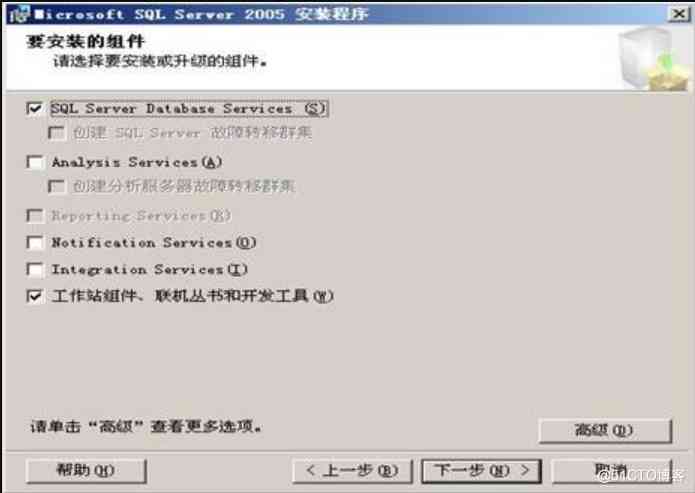 Microsoft SQL Server 2005 安装程序
要安装的组件
请选择要安装或升级的组件。
SQL Server Database Services (S)
创建 SQL Server 故障转移群集
Analysis Services(A)
创建分析服务器故障转移群集
Reporting Services(R)
Notification Services(O)
Integration Services(I)
工作站组件、联机丛书和开发工具(W)
请单击“高级”查看更多选项。
高级(D)
帮助(H)
< 上一步(B)
下一步(N) >
取消
@51CTO博客